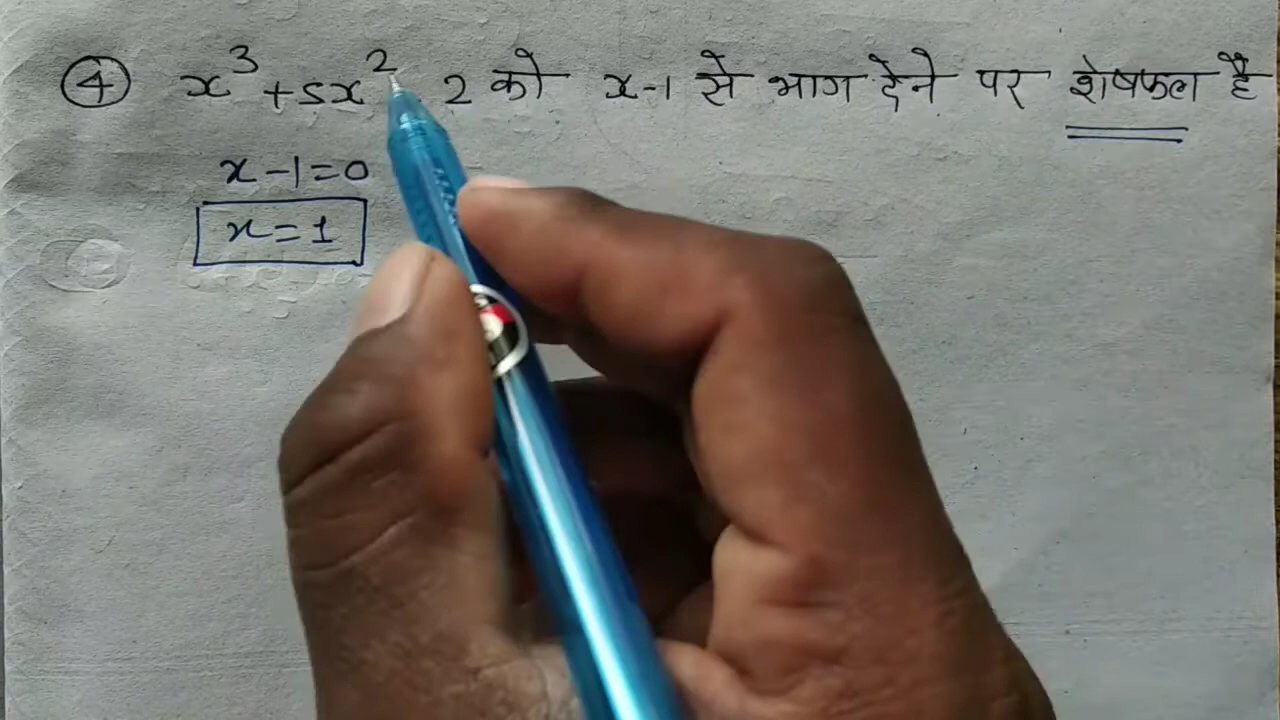 ④ x³+5x² 2 को x-1 से भाग देने पर शेषफल है
x-1=0
x=1